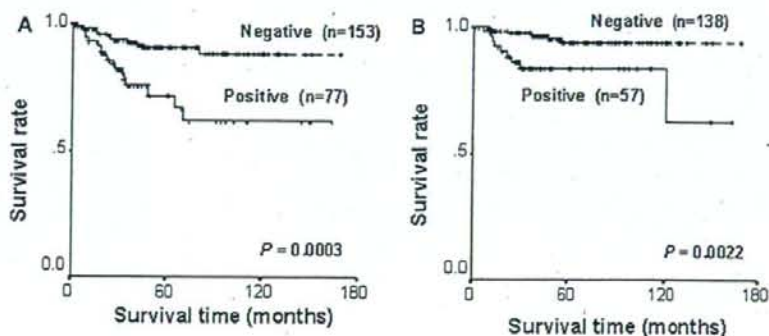 A
1.0
Negative (n=153)
Positive (n=77)
.5
Survival rate
0.0
P = 0.0003
0
60
120
180
Survival time (months)
B
1.0
Negative (n=138)
Positive (n=57)
.5
Survival rate
0.0
P = 0.0022
0
60
120
180
Survival time (months)